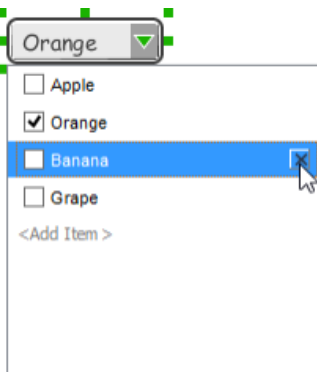 Orange
Apple
Orange
Banana
Grape
<Add Item >